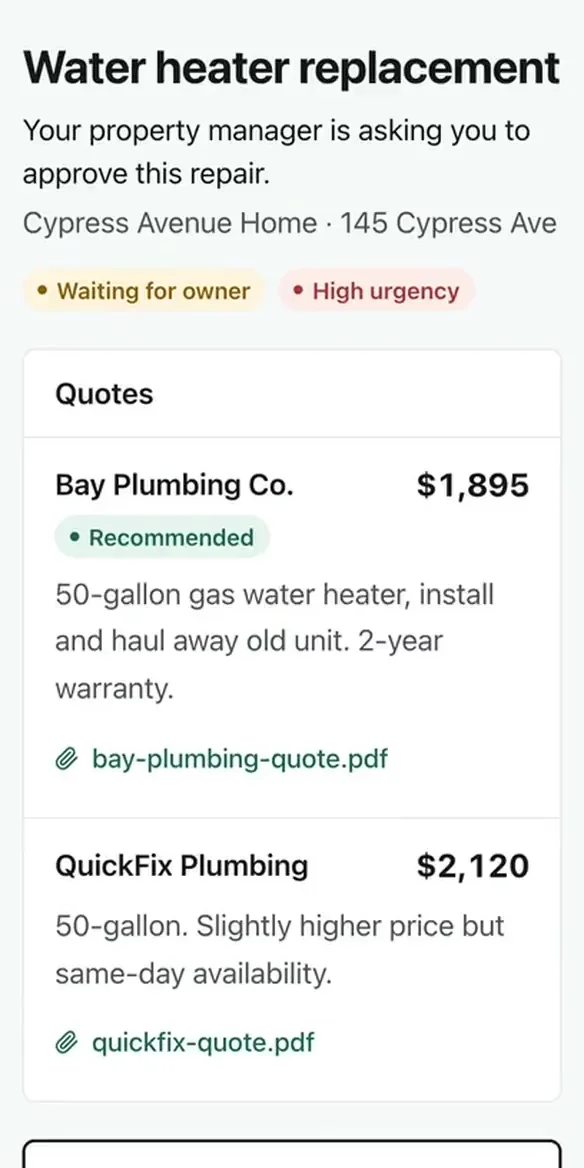 Water heater replacement
Your property manager is asking you to
approve this repair.
Cypress Avenue Home · 145 Cypress Ave
• Waiting for owner • High urgency
Quotes
Bay Plumbing Co. $1,895
• Recommended
50-gallon gas water heater, install
and haul away old unit. 2-year
warranty.
bay-plumbing-quote.pdf
QuickFix Plumbing $2,120
50-gallon. Slightly higher price but
same-day availability.
quickfix-quote.pdf